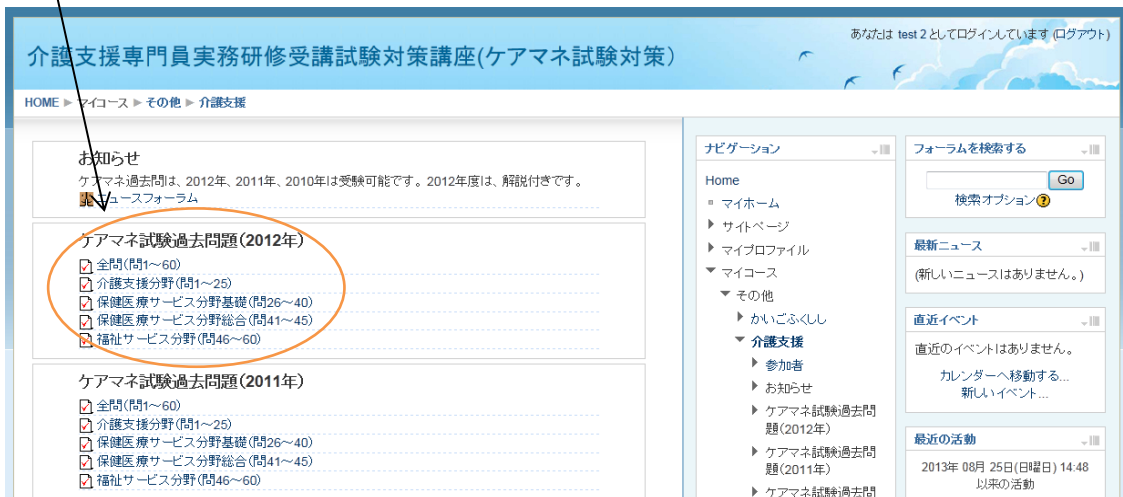 あなたは test 2 としてログインしています (ログアウト)
介護支援専門員実務研修受講試験対策講座(ケアマネ試験対策)
HOME ▶ マイコース ▶ その他 ▶ 介護支援
お知らせ
ケアマネ過去問は、2012年、2011年、2010年は受験可能です。2012年度は、解説付きです。
ニュースフォーラム
ケアマネ試験過去問題(2012年)
全問(問1～60)
介護支援分野(問1～25)
保健医療サービス分野基礎(問26～40)
保健医療サービス分野総合(問41～45)
福祉サービス分野(問46～60)
ケアマネ試験過去問題(2011年)
全問(問1～60)
介護支援分野(問1～25)
保健医療サービス分野基礎(問26～40)
保健医療サービス分野総合(問41～45)
福祉サービス分野(問46～60)
ナビゲーション
Home
マイホーム
サイトページ
マイプロファイル
マイコース
その他
かいごふくしし
介護支援
参加者
お知らせ
ケアマネ試験過去問
題(2012年)
ケアマネ試験過去問
題(2011年)
ケアマネ試験過去問
フォーラムを検索する
Go
検索オプション
最新ニュース
(新しいニュースはありません。)
直近イベント
直近のイベントはありません。
カレンダーへ移動する...
新しいイベント...
最近の活動
2013年 08月 25日(日曜日) 14:48
以来の活動